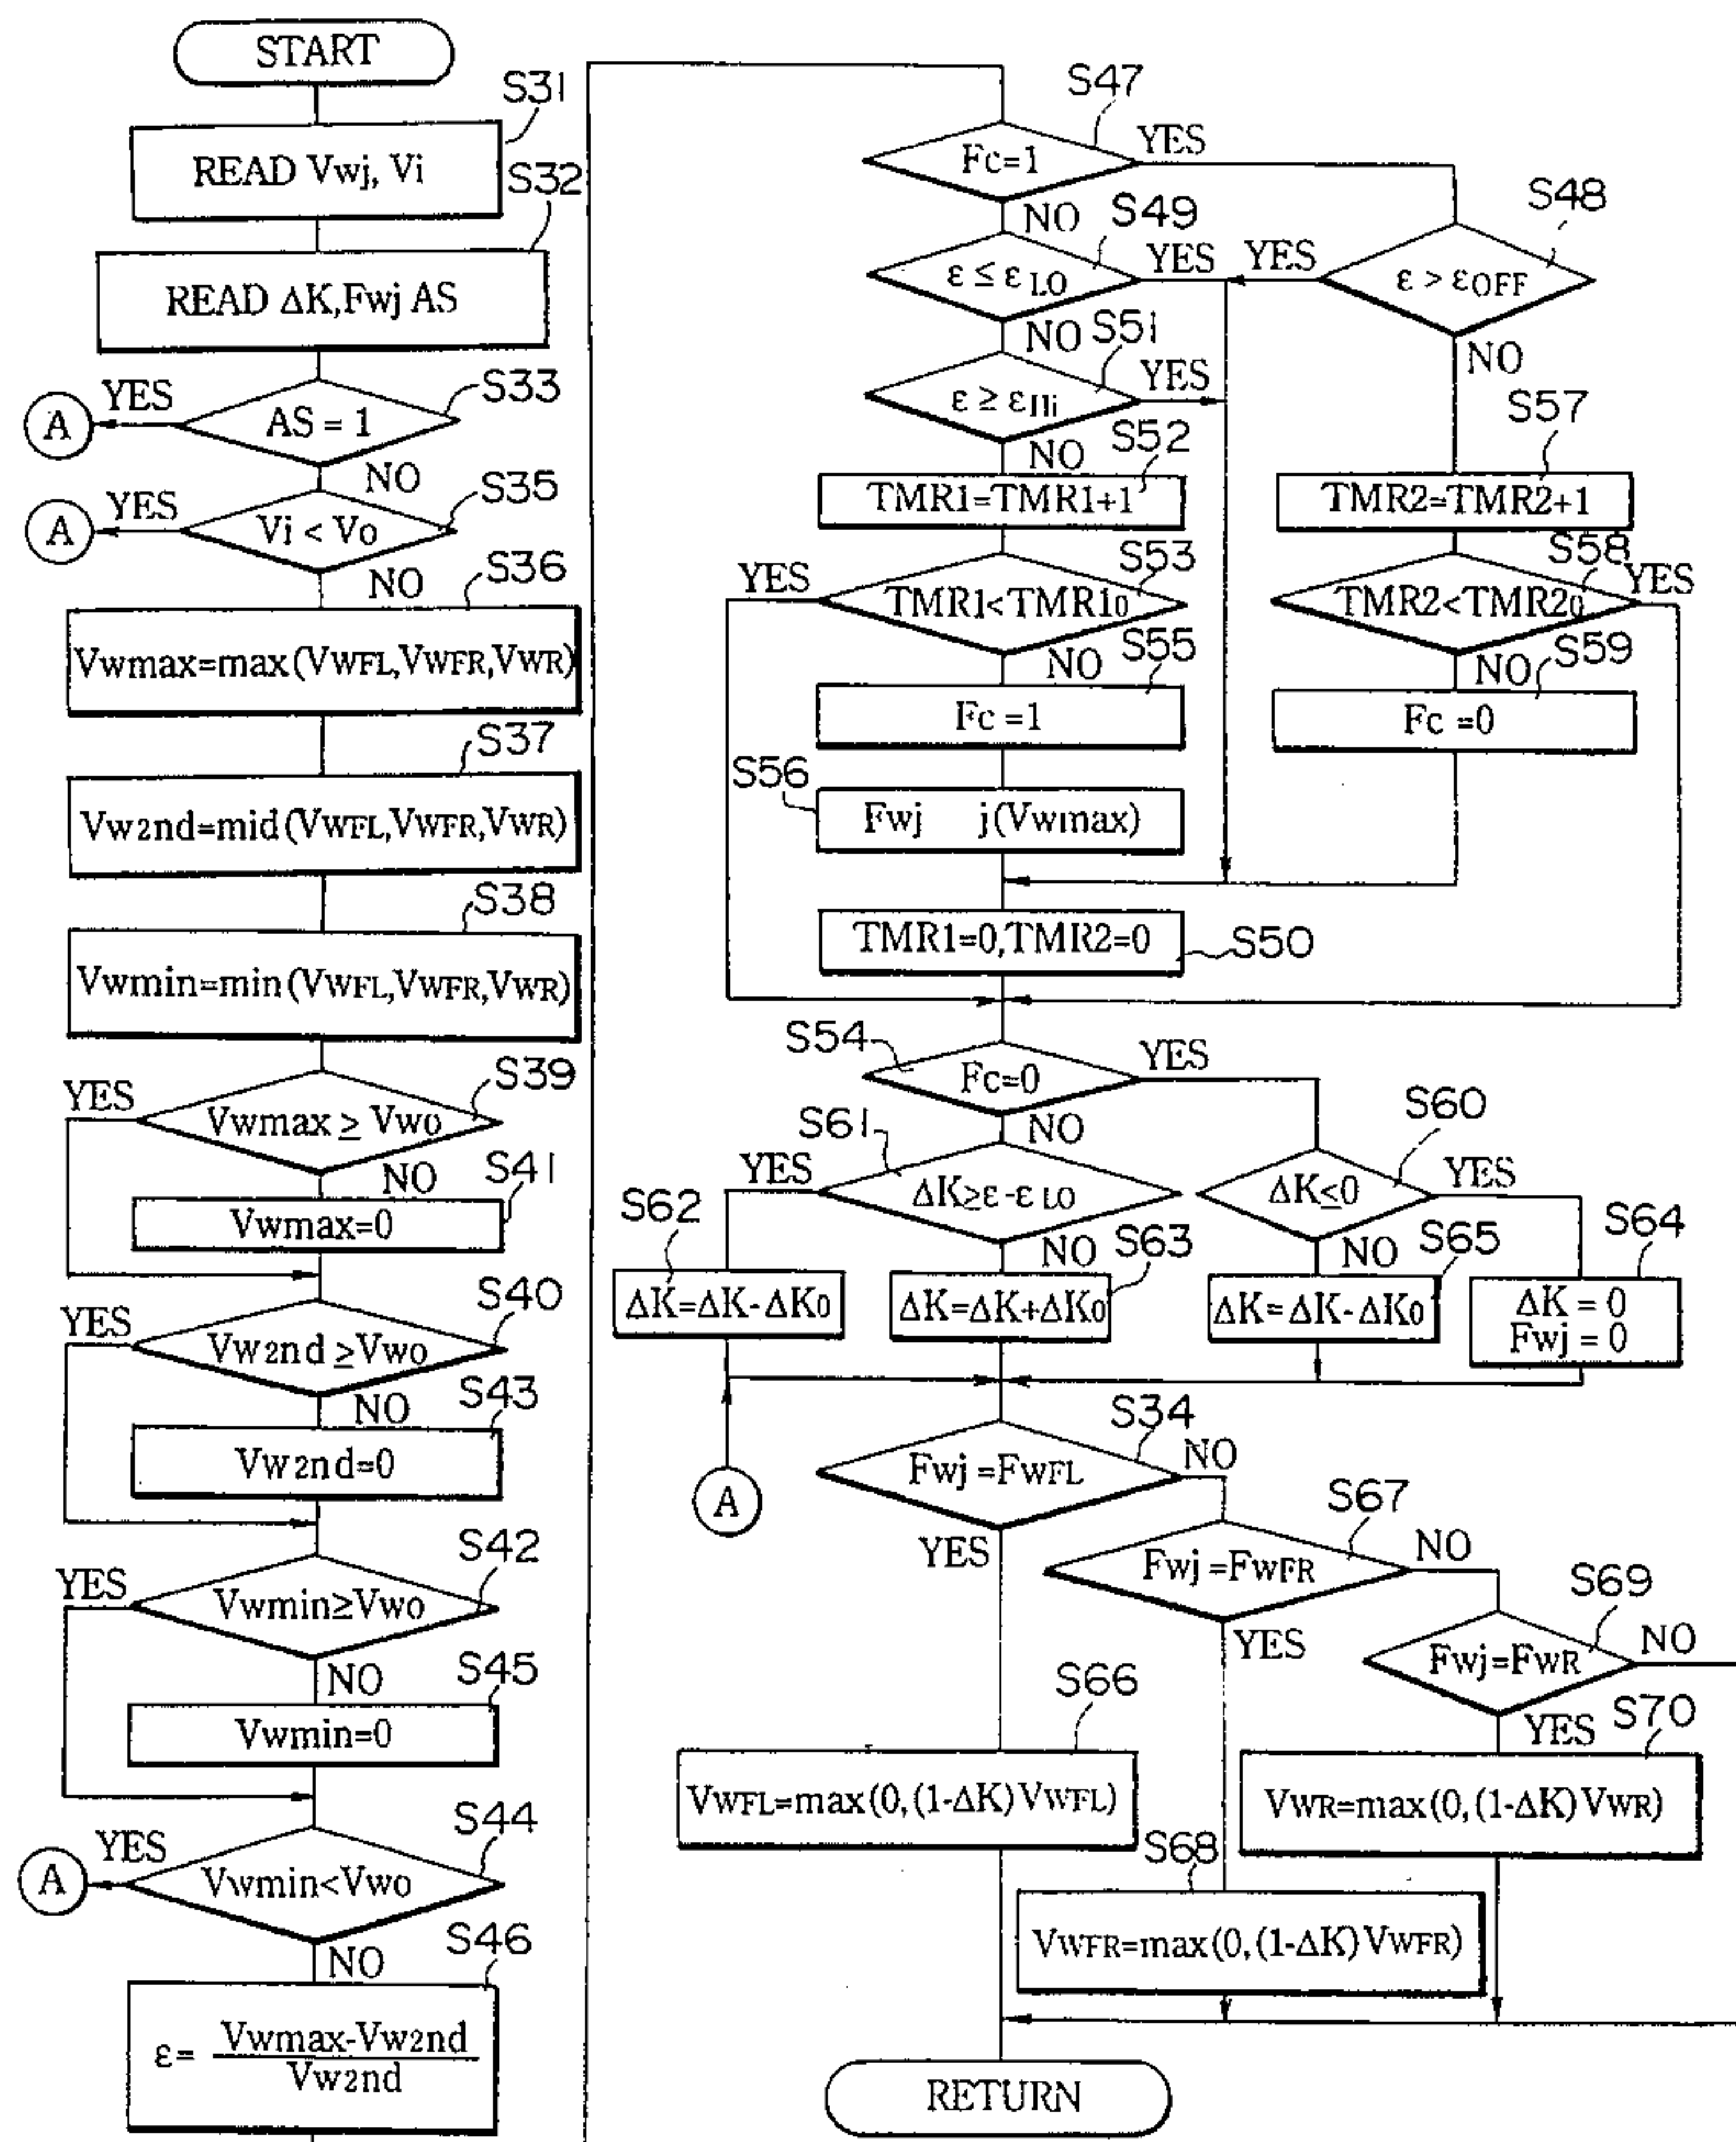 START
S31
READ Vwj, Vi
S32
READ ΔK,Fwj AS
S33
YES
A
AS = 1
NO
S35
YES
A
Vi < Vo
NO
S36
Vwmax=max(VWFL,VWFR,VWR)
S37
Vw2nd=mid(VWFL,VWFR,VWR)
S38
Vwmin=min(VWFL,VWFR,VWR)
S39
YES
Vwmax ≥ Vwo
NO
S41
Vwmax=0
S40
YES
Vw2nd ≥Vwo
NO
S43
Vw2nd=0
S42
YES
Vwmin≥Vwo
NO
S45
Vwmin=0
S44
YES
A
Vwmin<Vwo
NO
S46
ε= Vwmax-Vw2nd
Vw2nd
S47
Fc=1
YES
NO
S49
S48
ε ≤ ε LO
YES
YES
ε > εOFF
NO
NO
S51
ε ≥ εHi
YES
NO
S52
S57
TMR1=TMR1+1
TMR2=TMR2+1
S53
S58
YES
TMR1<TMR10
TMR2<TMR20
YES
NO
S55
NO
S59
Fc =1
Fc =0
S56
Fwj j(Vwmax)
TMR1=0,TMR2=0
S50
S54
Fc=0
YES
NO
S61
S60
YES
ΔK≥ε-ε LO
ΔK≤0
YES
S62
NO
S63
NO
S65
S64
ΔK=ΔK-ΔK0
ΔK=ΔK+ΔK0
ΔK=ΔK-ΔK0
ΔK = 0
Fwj = 0
S34
A
Fwj =FWFL
NO
YES
S67
Fwj =FWFR
NO
YES
S69
Fwj=FWR
NO
S66
YES
S70
VWFL=max(0,(1-ΔK)VWFL)
VWR=max(0,(1-ΔK)VWR)
S68
VWFR=max(0,(1-ΔK)VWFR)
RETURN